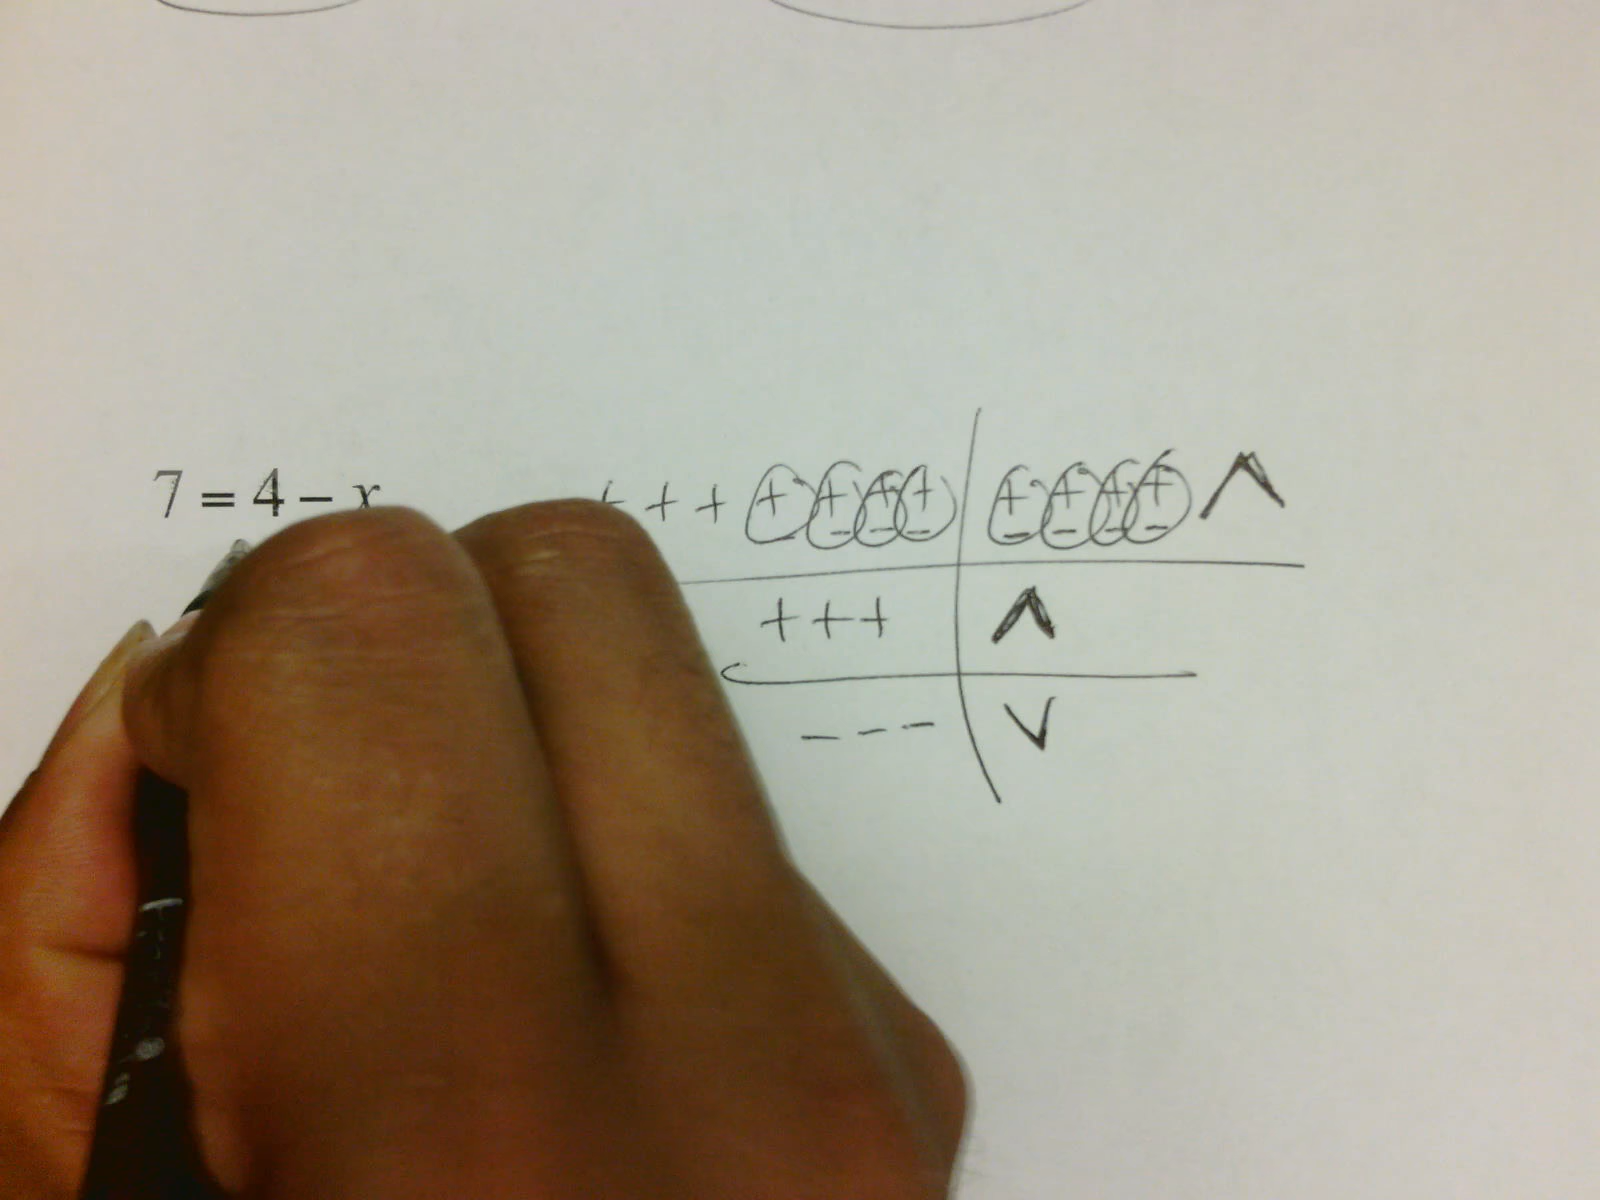 7 = 4 – x
+ + + + + + + + + + +
- - - - - - - -
+ + +
- - -